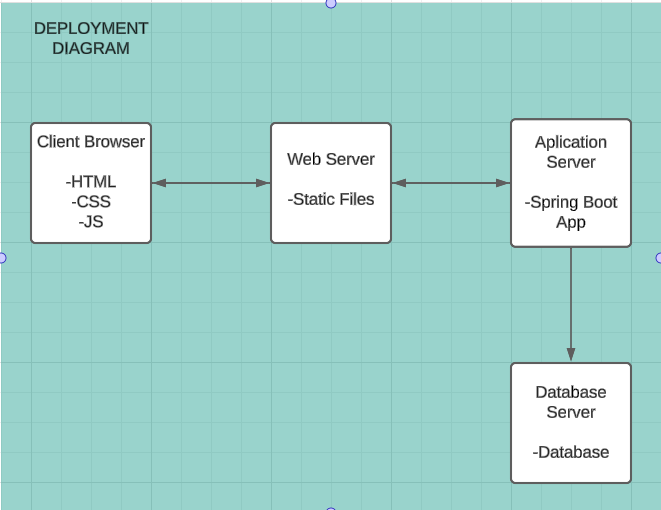 DEPLOYMENT
DIAGRAM
Client Browser
-HTML
-CSS
-JS
Web Server
-Static Files
Aplication
Server
-Spring Boot
App
Database
Server
-Database